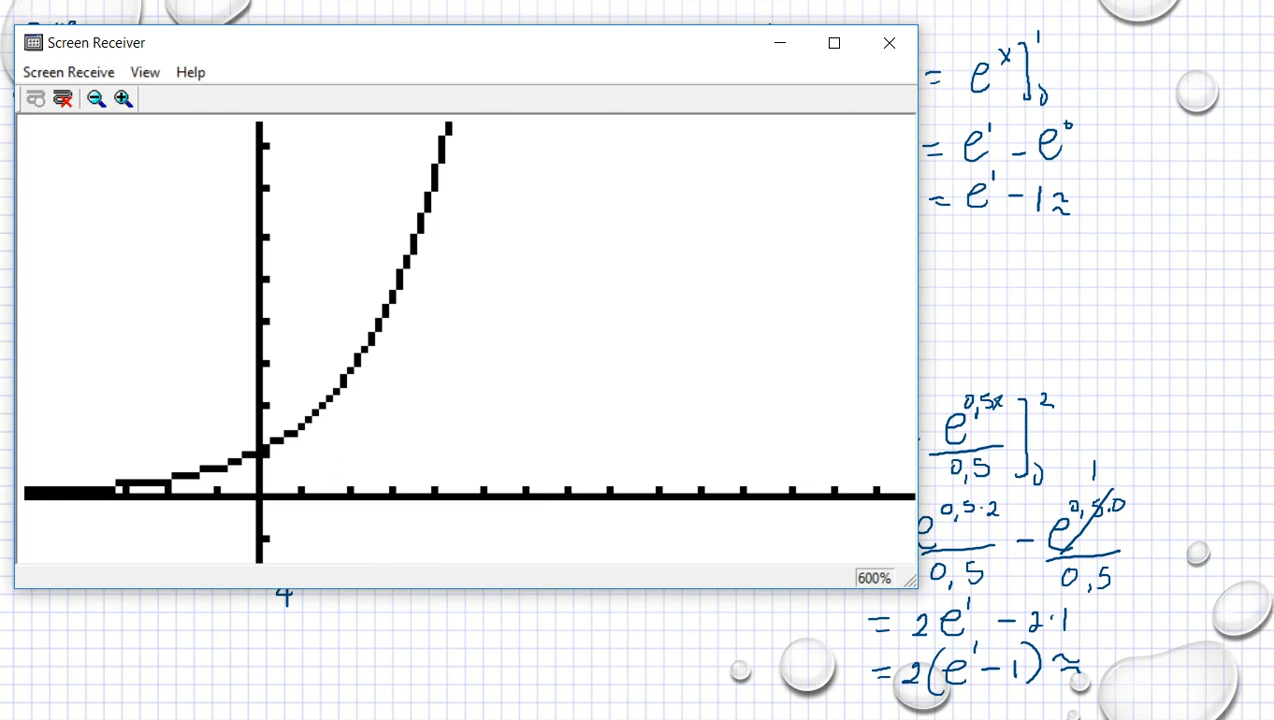 Screen Receiver
Screen Receive View Help
600%
= e^x]₀¹
= e¹ - e⁰
= e¹ - 1 ≈
e^0,5x/0,5]₀²
e^0,5·2/0,5 - e^0,5·0/0,5 1
= 2e¹ - 2·1
= 2(e¹ - 1) ≈
4